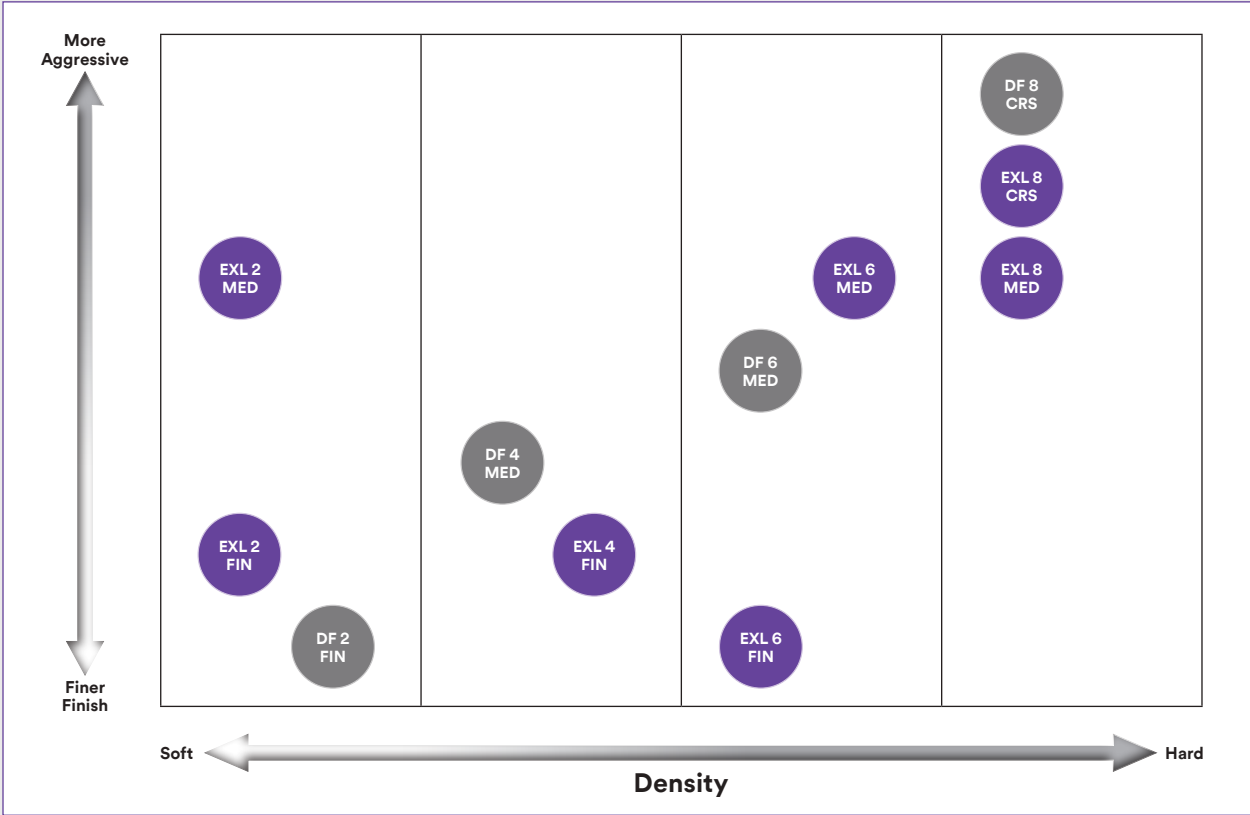 More
Aggressive
DF 8
CRS
EXL 8
CRS
EXL 2
MED
EXL 6
MED
EXL 8
MED
DF 6
MED
DF 4
MED
EXL 2
FIN
EXL 4
FIN
DF 2
FIN
EXL 6
FIN
Finer
Finish
Soft
Hard
Density